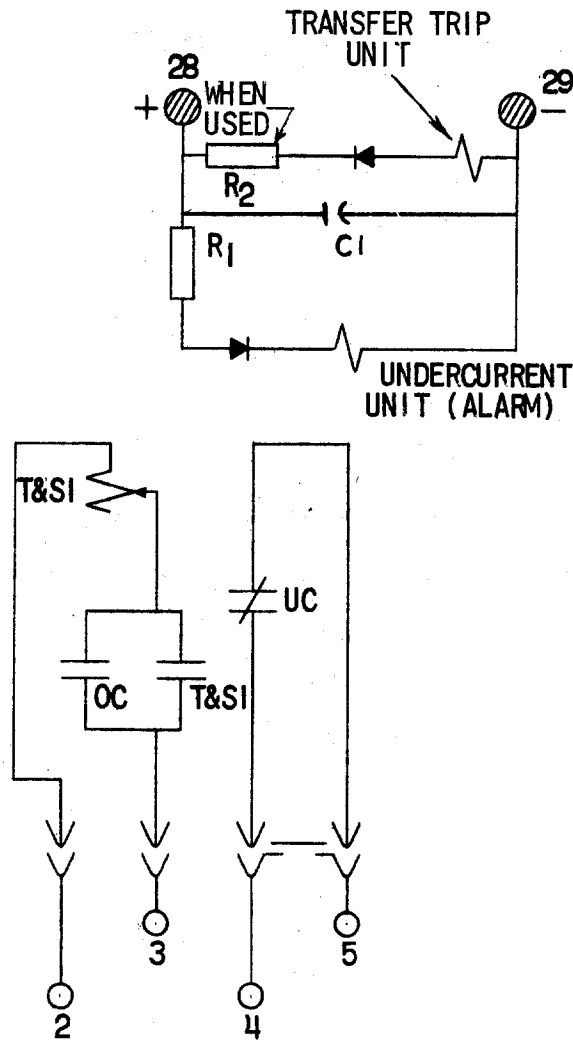 TRANSFER TRIP
UNIT
28
29
+
WHEN
USED
−
R2
C1
R1
UNDERCURRENT
UNIT (ALARM)
T&SI
UC
OC
T&SI
3
5
2
4